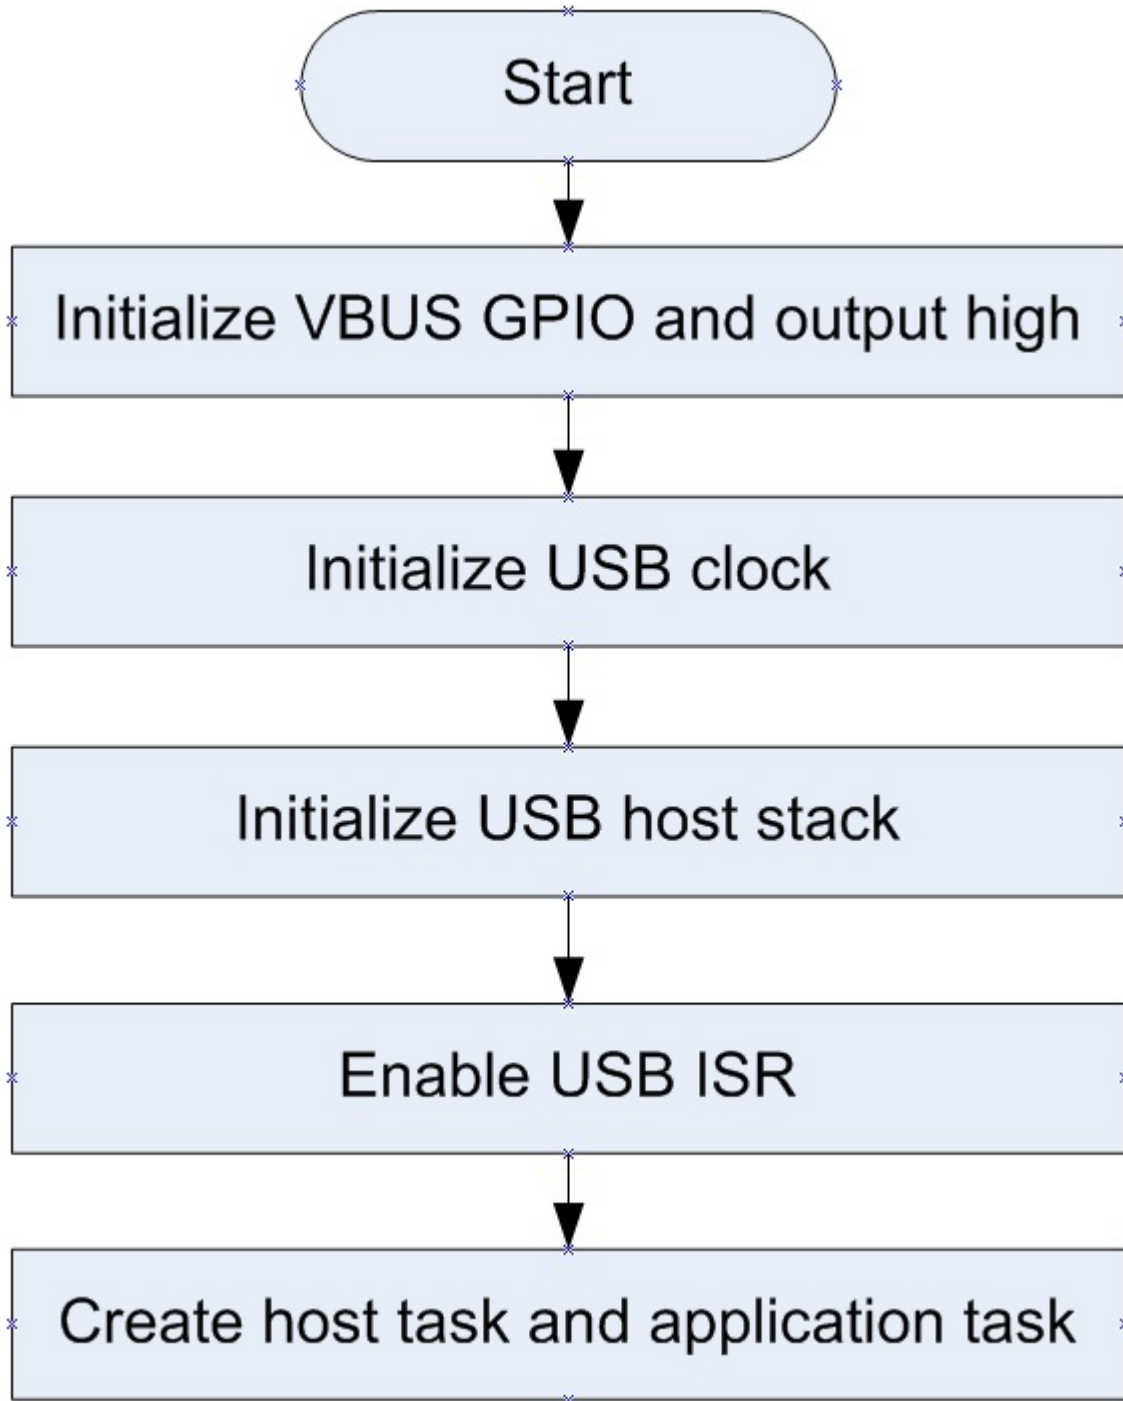 Start
Initialize VBUS GPIO and output high
Initialize USB clock
Initialize USB host stack
Enable USB ISR
Create host task and application task